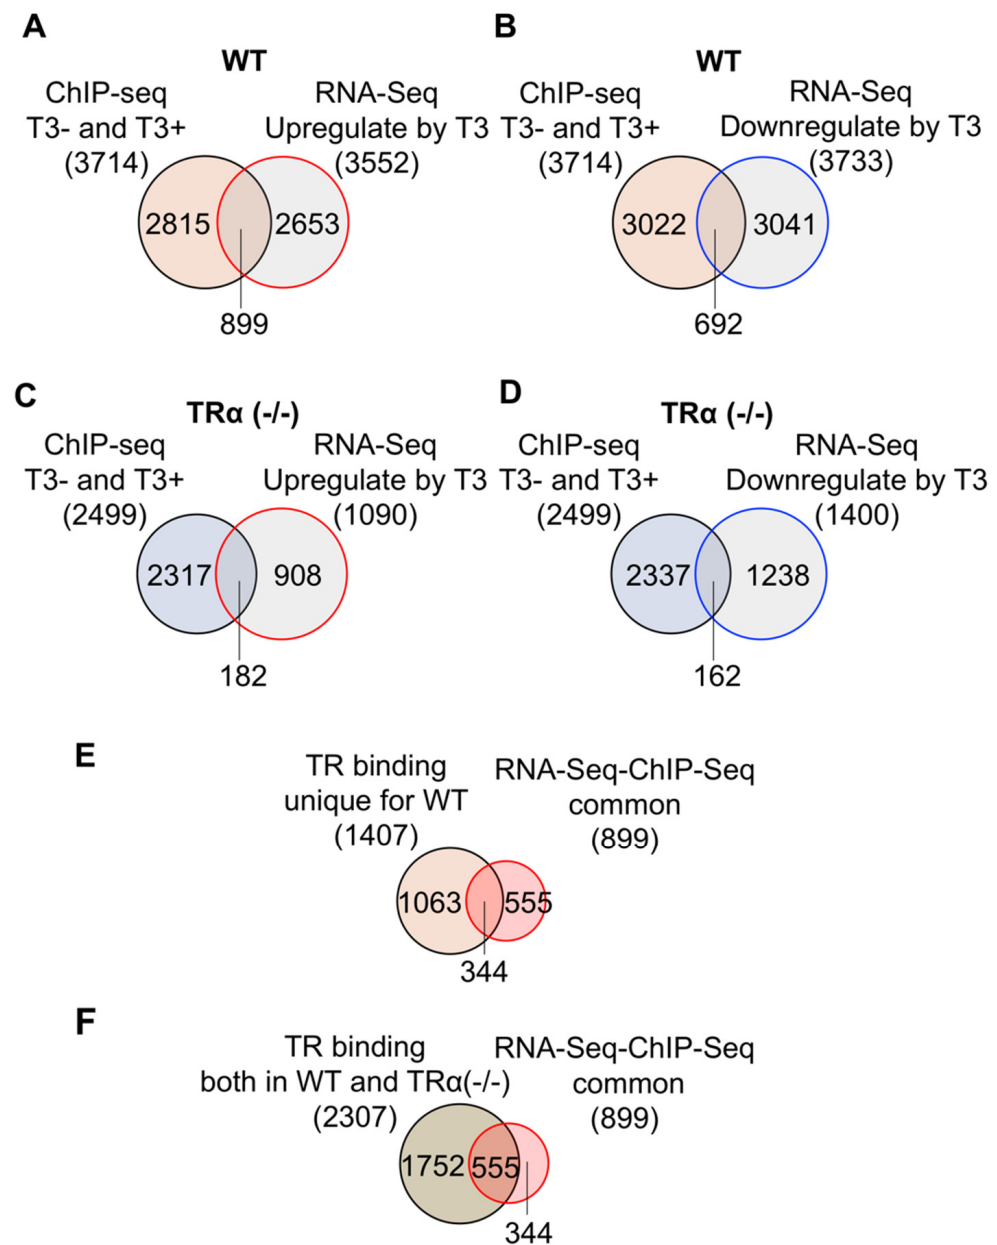 A
WT
ChIP-seq
T3- and T3+
(3714)
RNA-Seq
Upregulate by T3
(3552)
2815
2653
899
B
WT
ChIP-seq
T3- and T3+
(3714)
RNA-Seq
Downregulate by T3
(3733)
3022
3041
692
C
TRα (-/-)
ChIP-seq
T3- and T3+
(2499)
RNA-Seq
Upregulate by T3
(1090)
2317
908
182
D
TRα (-/-)
ChIP-seq
T3- and T3+
(2499)
RNA-Seq
Downregulate by T3
(1400)
2337
1238
162
E
TR binding
unique for WT
(1407)
RNA-Seq-ChIP-Seq
common
(899)
1063
555
344
F
TR binding
both in WT and TRα(-/-)
(2307)
RNA-Seq-ChIP-Seq
common
(899)
1752
555
344